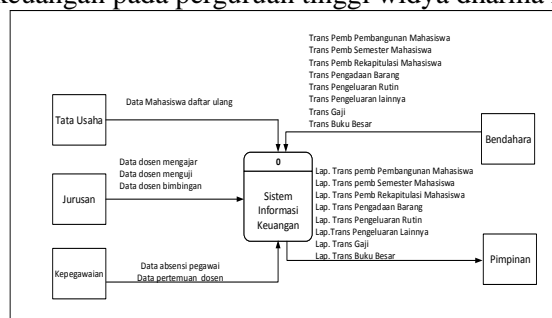 keuangan pada perguruan tinggi widya dharma
Trans Pemb Pembangunan Mahasiswa
Trans Pemb Semester Mahasiswa
Trans Pemb Rekapitulasi Mahasiswa
Trans Pengadaan Barang
Trans Pengeluaran Rutin
Trans Pengeluaran lainnya
Trans Gaji
Trans Buku Besar
Data Mahasiswa daftar ulang
Tata Usaha
Bendahara
0
Sistem
Informasi
Keuangan
Data dosen mengajar
Data dosen menguji
Data dosen bimbingan
Jurusan
Lap. Trans pemb Pembangunan Mahasiswa
Lap. Trans pemb Semester Mahasiswa
Lap. Trans Pemb Rekapitulasi Mahasiswa
Lap. Trans Pengadaan Barang
Lap. Trans Pengeluaran Rutin
Lap.Trans Pengeluaran Lainnya
Lap. Trans Gaji
Lap. Trans Buku Besar
Kepegawaian
Data absensi pegawai
Data pertemuan dosen
Pimpinan